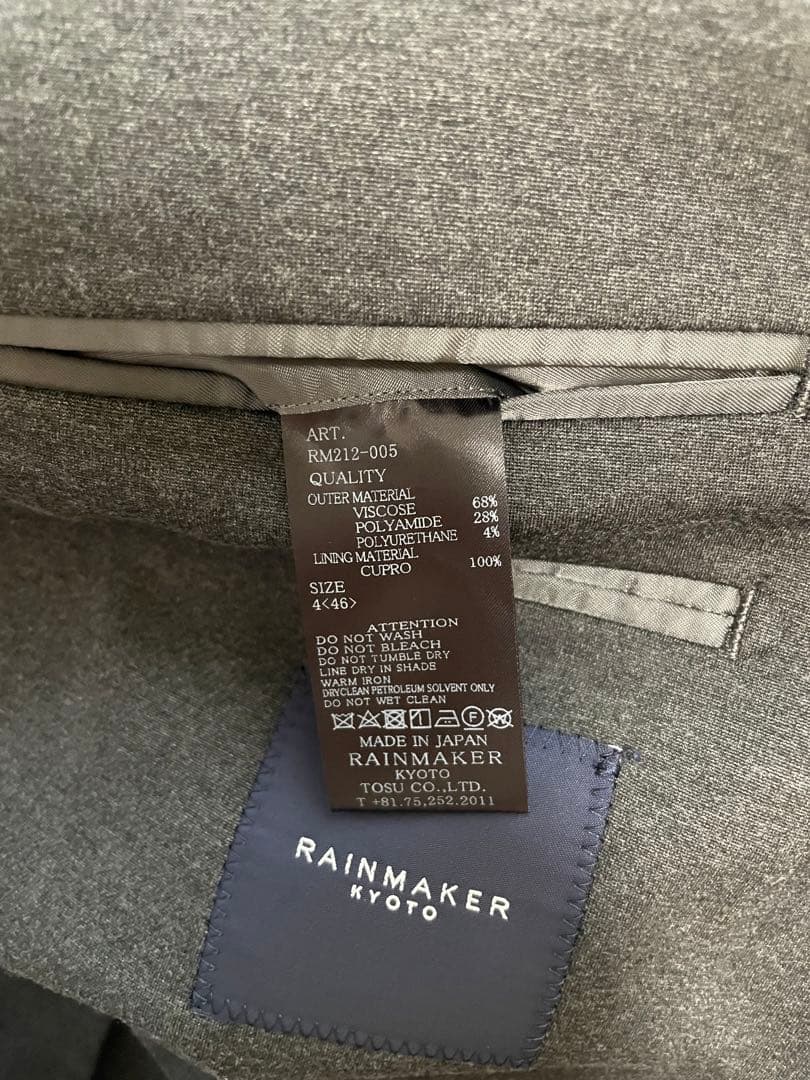 ART.
RM212-005
QUALITY
OUTER MATERIAL
VISCOSE 68%
POLYAMIDE 28%
POLYURETHANE 4%
LINING MATERIAL
CUPRO 100%
SIZE
4<46>
ATTENTION
DO NOT WASH
DO NOT BLEACH
DO NOT TUMBLE DRY
LINE DRY IN SHADE
WARM IRON
DRYCLEAN PETROLEUM SOLVENT ONLY
DO NOT WET CLEAN
MADE IN JAPAN
RAINMAKER
KYOTO
TOSU CO.,LTD.
T +81.75,252.2011
RAINMAKER
KYOTO